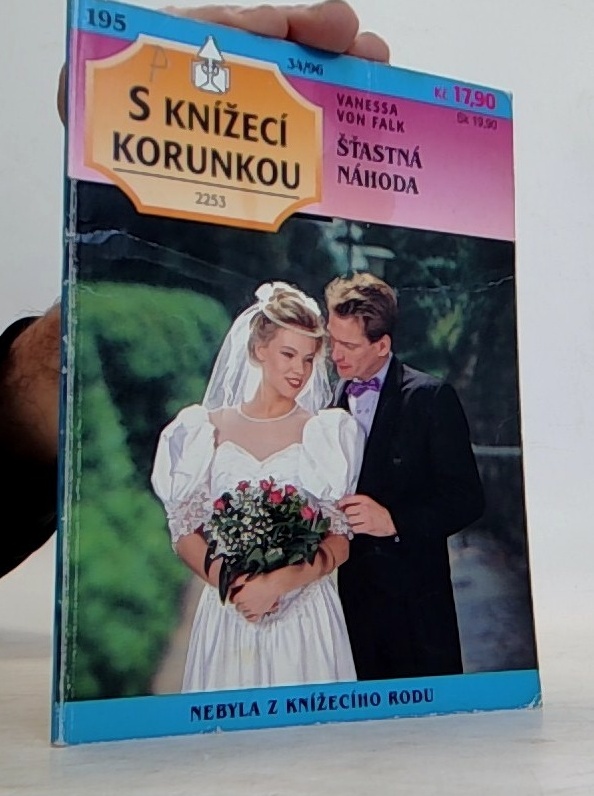 195
P
34/96
Kč 17,90
Sk 19,90
S KNÍŽECÍ
KORUNKOU
2253
VANESSA
VON FALK
ŠŤASTNÁ
NÁHODA
NEBYLA Z KNÍŽECÍHO RODU